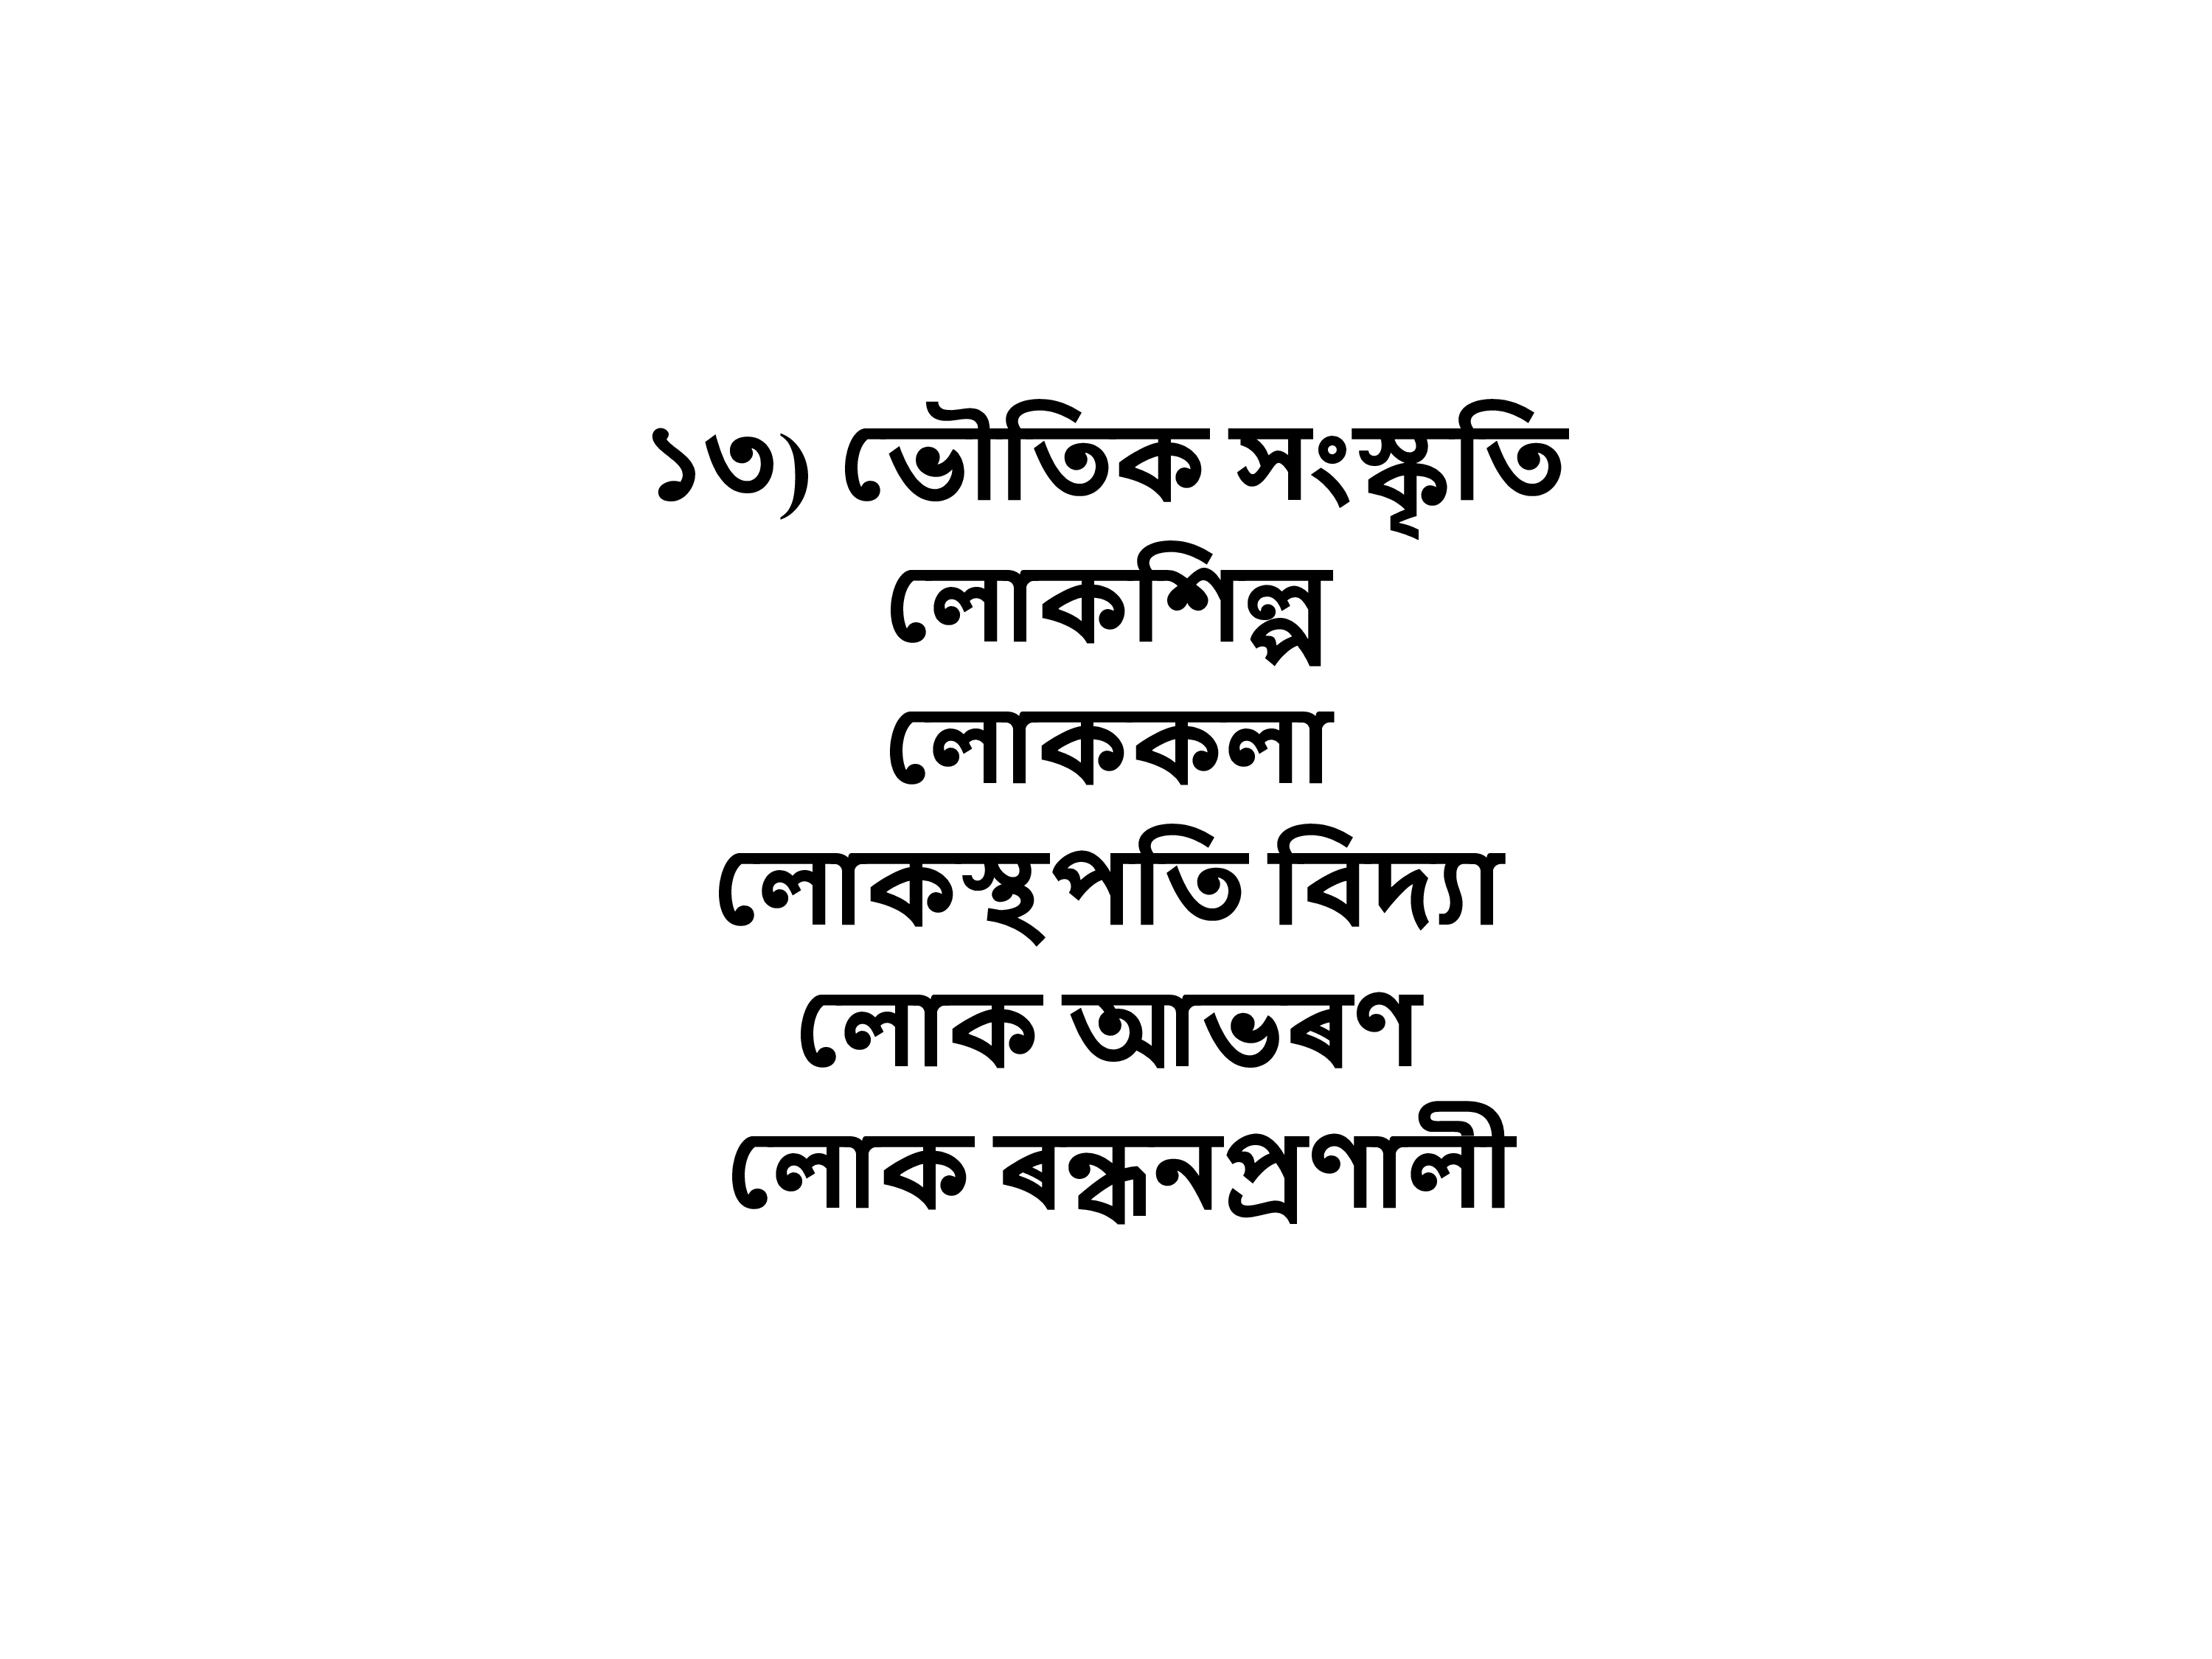 ১৩) ভৌতিক সংস্কৃতি
লোকশিল্প
লোককলা
লোকস্থপতি বিদ্যা
লোক আভৰণ
লোক ৰন্ধনপ্ৰণালী